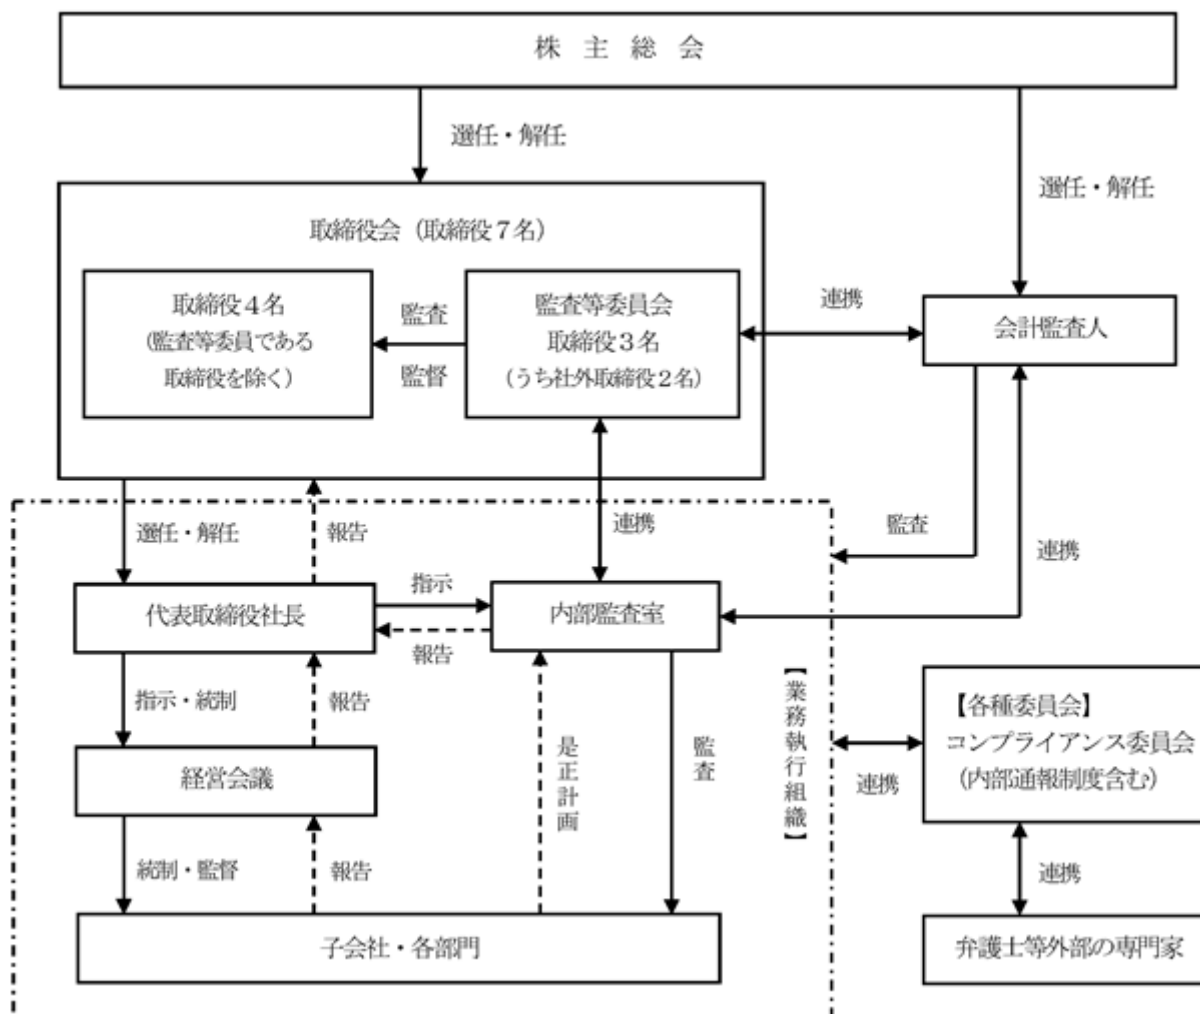 株 主 総 会
選任・解任
選任・解任
取締役会（取締役７名）
取締役４名
（監査等委員である
取締役を除く）
監査
監督
監査等委員会
取締役３名
（うち社外取締役２名）
連携
会計監査人
選任・解任
報告
連携
監査
連携
代表取締役社長
指示
報告
内部監査室
指示・統制
報告
是正計画
監査
【業務執行組織】
経営会議
連携
【各種委員会】
コンプライアンス委員会
（内部通報制度含む）
統制・監督
報告
連携
子会社・各部門
弁護士等外部の専門家